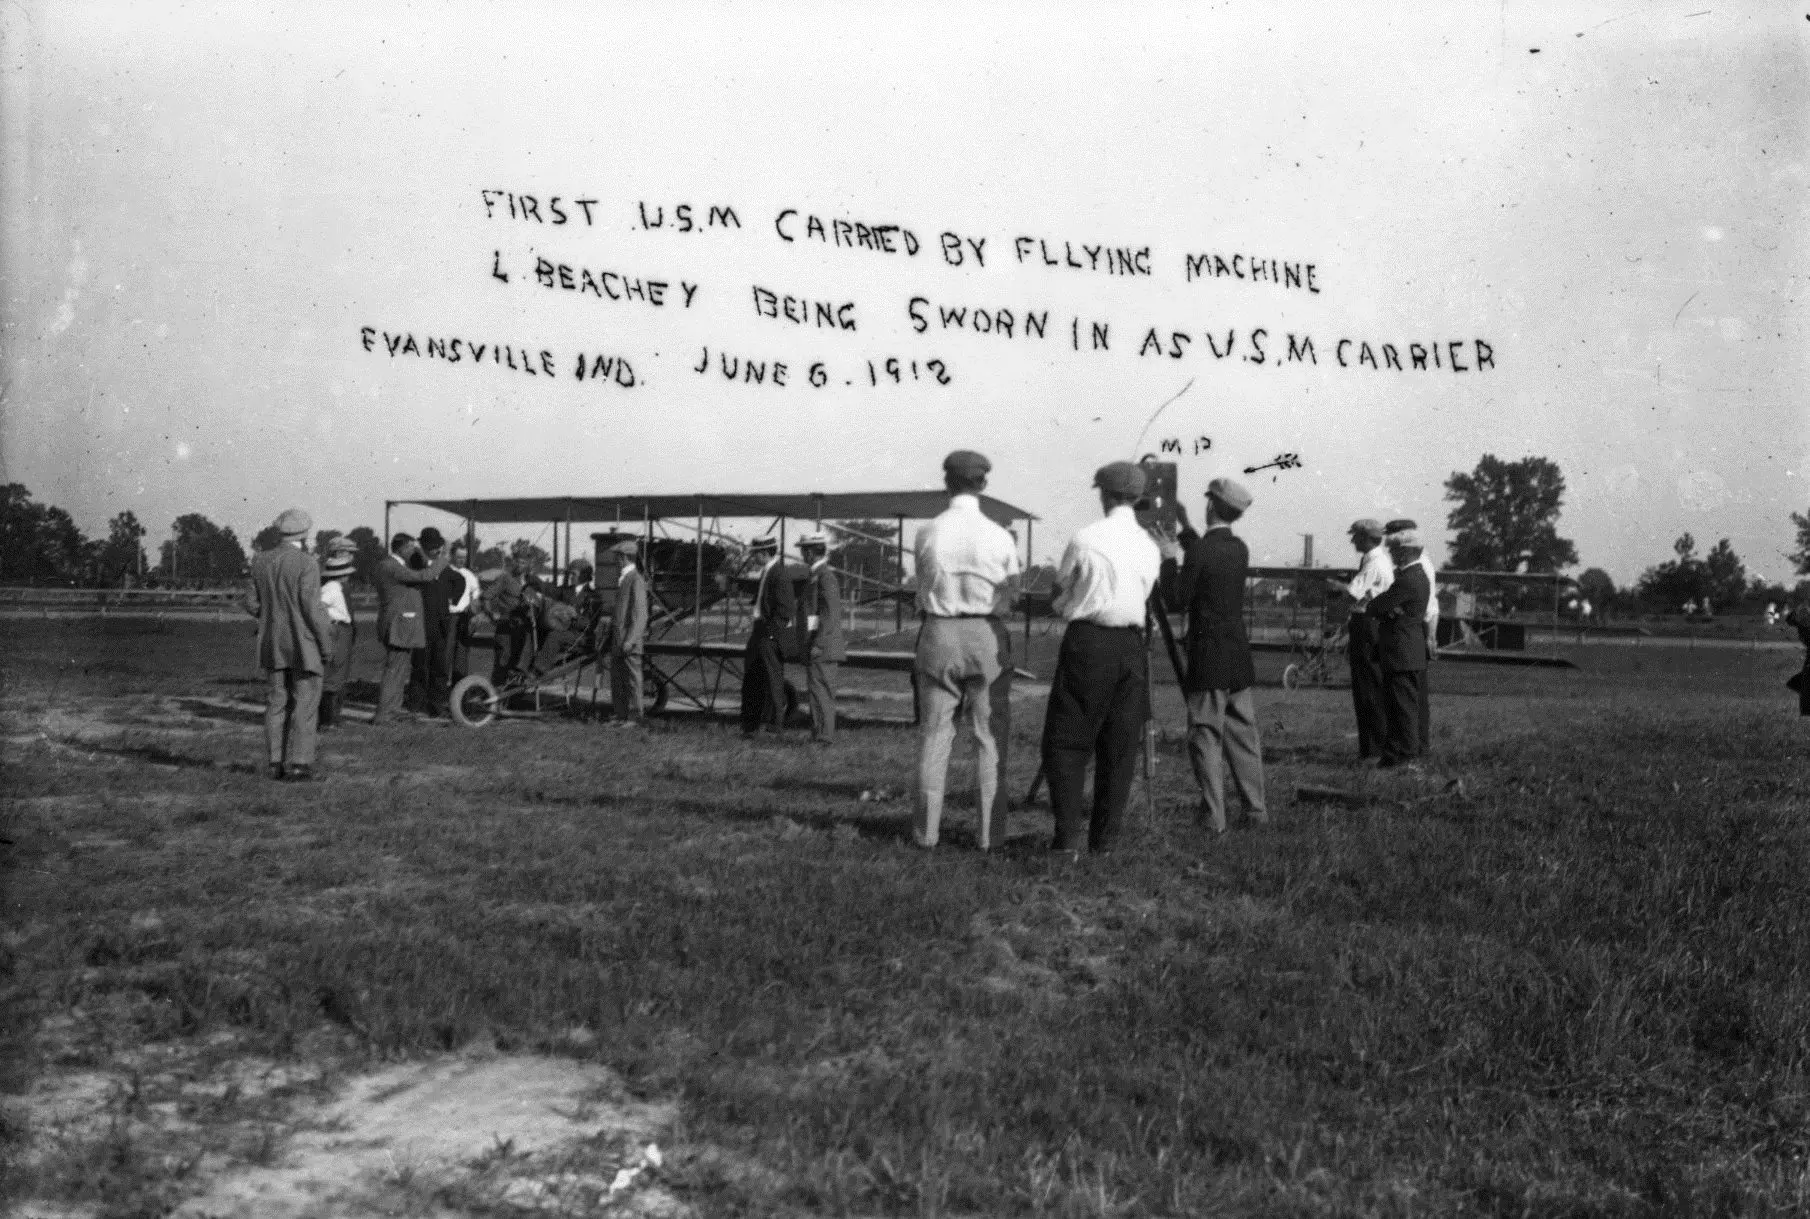 FIRST U.S.M CARRIED BY FLLYING MACHINE
L. BEACHEY BEING SWORN IN AS U.S.M CARRIER
EVANSVILLE IND. JUNE 6. 1912
M P